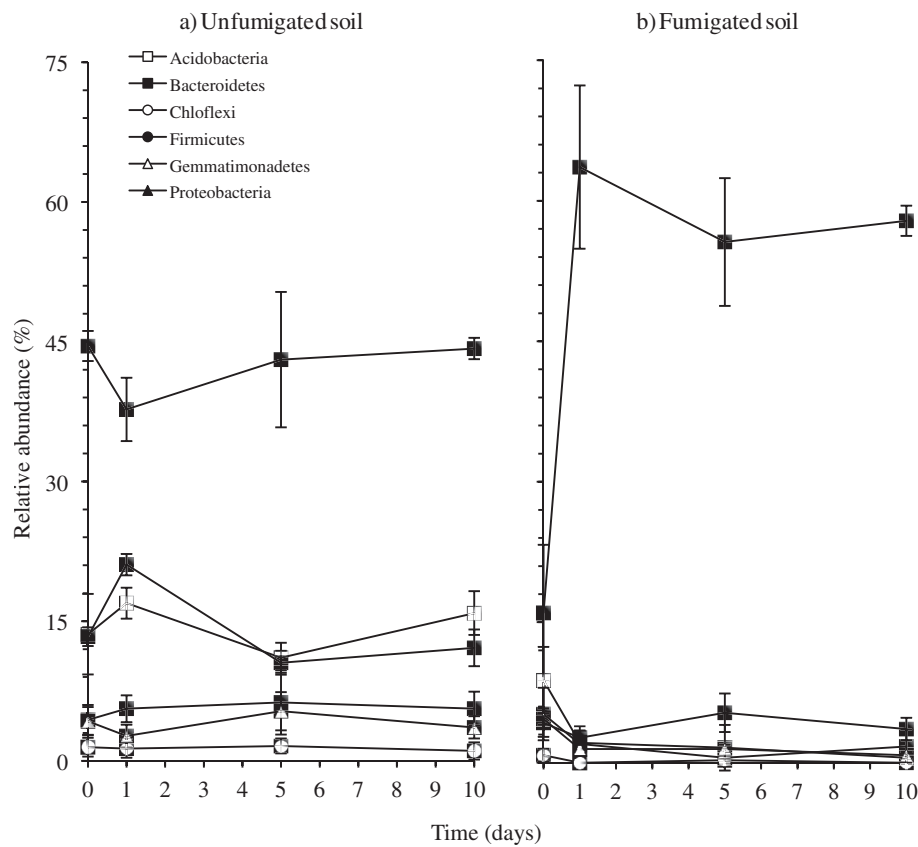 a) Unfumigated soil
b) Fumigated soil
Acidobacteria
Bacteroidetes
Chloflexi
Firmicutes
Gemmatimonadetes
Proteobacteria
75
60
45
30
15
0
Relative abundance (%)
0 1 2 3 4 5 6 7 8 9 10
0 1 2 3 4 5 6 7 8 9 10
Time (days)